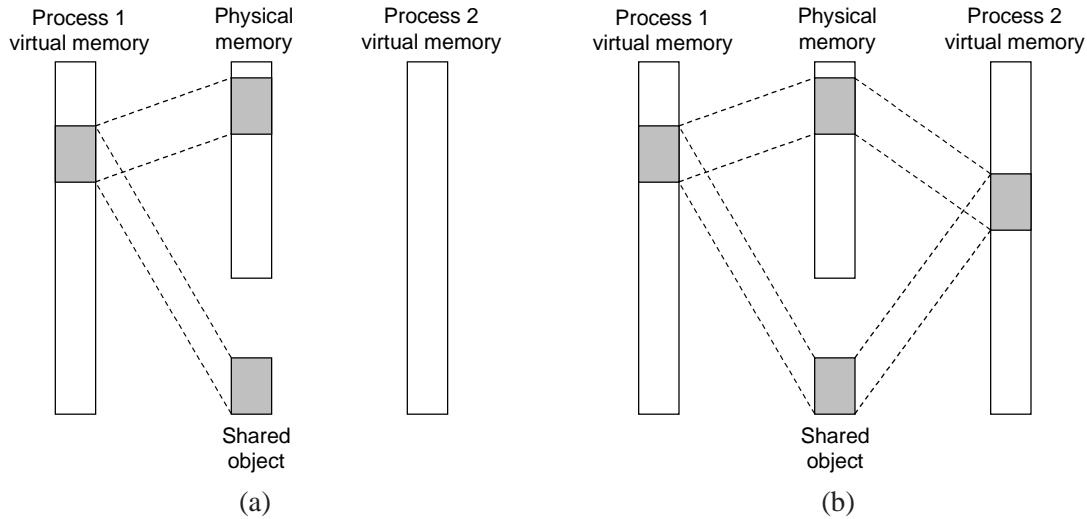 Process 1
virtual memory
Physical
memory
Process 2
virtual memory
Shared
object
(a)
Process 1
virtual memory
Physical
memory
Process 2
virtual memory
Shared
object
(b)